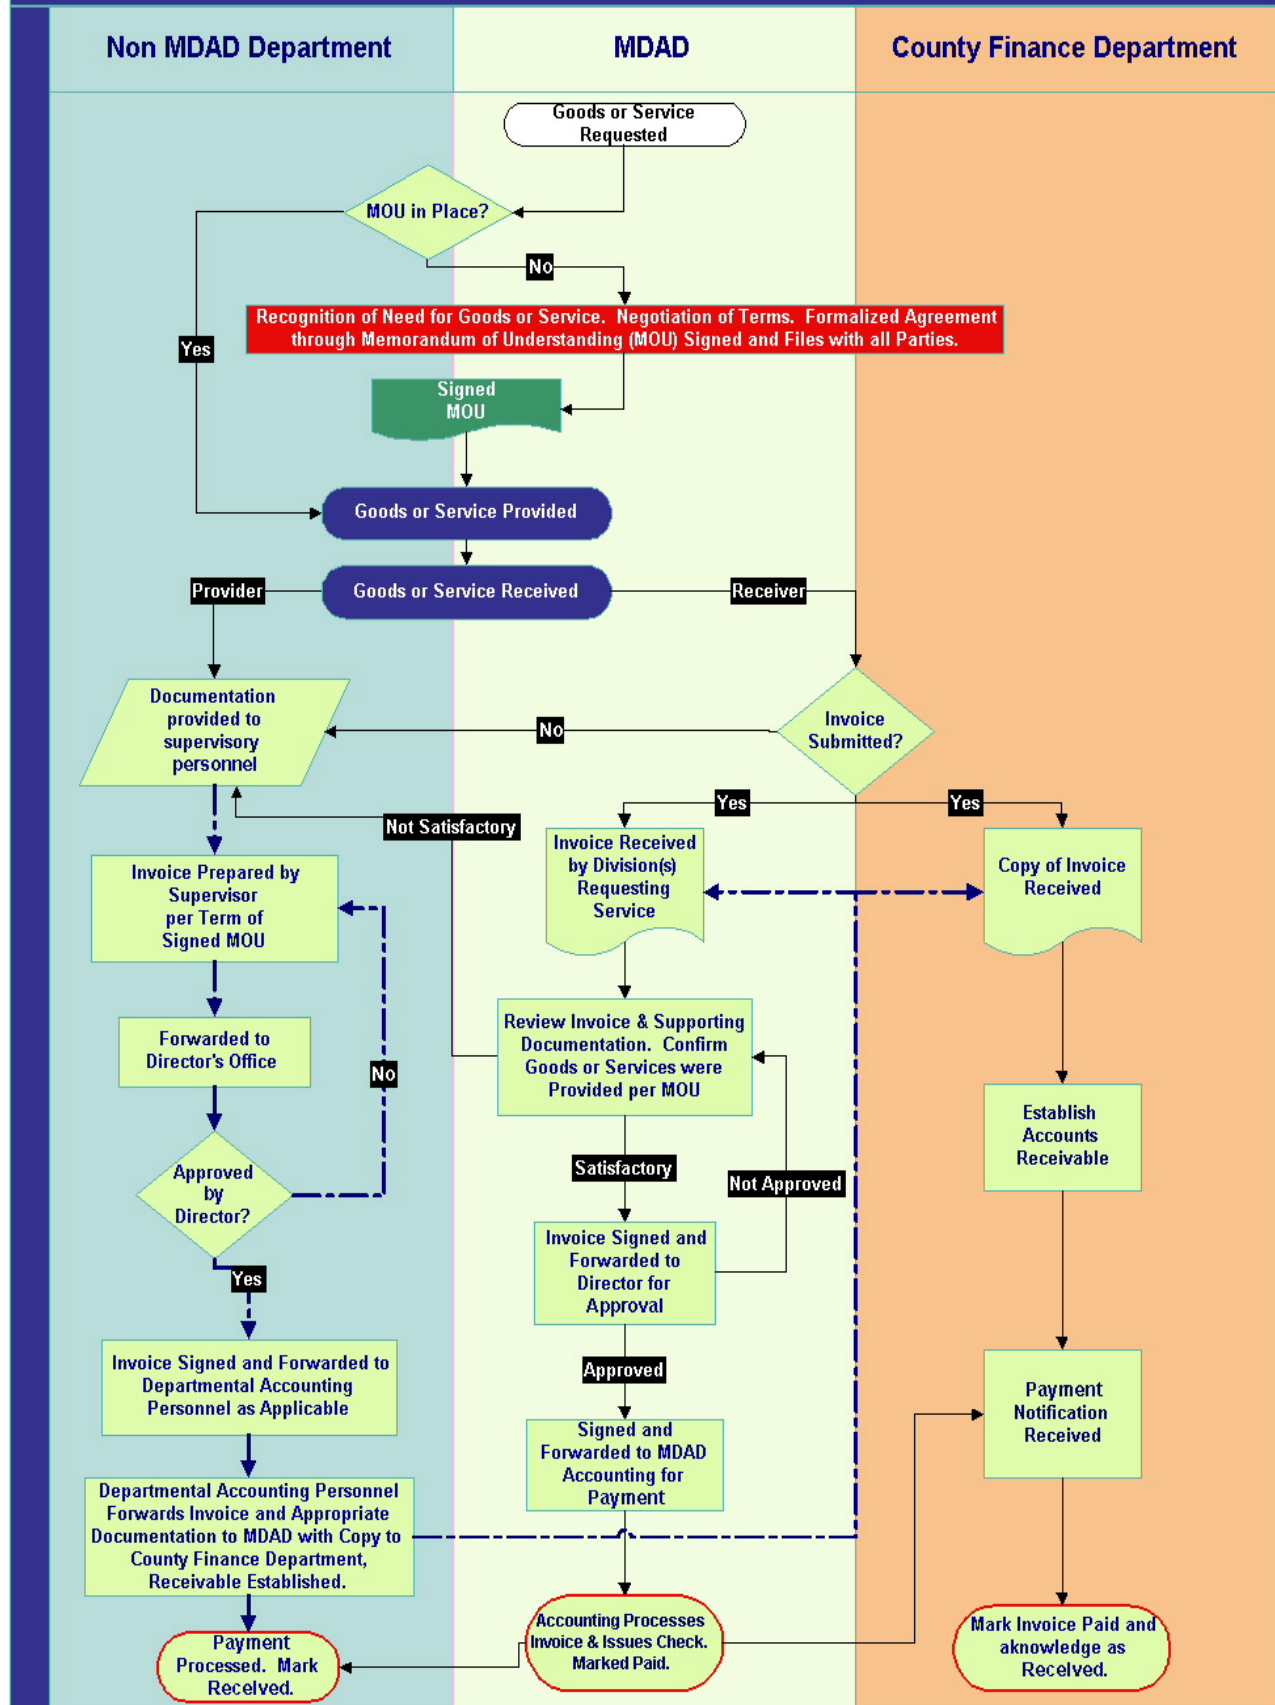 Non MDAD Department
MDAD
County Finance Department
Goods or Service
Requested
MOU in Place?
No
Recognition of Need for Goods or Service. Negotiation of Terms. Formalized Agreement
through Memorandum of Understanding (MOU) Signed and Files with all Parties.
Yes
Signed
MOU
Goods or Service Provided
Goods or Service Received
Provider
Receiver
Documentation
provided to
supervisory
personnel
No
Invoice
Submitted?
Yes
Yes
Not Satisfactory
Invoice Received
by Division(s)
Requesting
Service
Copy of Invoice
Received
Invoice Prepared by
Supervisor
per Term of
Signed MOU
Review Invoice & Supporting
Documentation. Confirm
Goods or Services were
Provided per MOU
Forwarded to
Director's Office
No
Establish
Accounts
Receivable
Approved
by
Director?
Satisfactory
Not Approved
Yes
Invoice Signed and
Forwarded to
Director for
Approval
Invoice Signed and Forwarded to
Departmental Accounting
Personnel as Applicable
Approved
Payment
Notification
Received
Signed and
Forwarded to MDAD
Accounting for
Payment
Departmental Accounting Personnel
Forwards Invoice and Appropriate
Documentation to MDAD with Copy to
County Finance Department,
Receivable Established.
Payment
Processed. Mark
Received.
Accounting Processes
Invoice & Issues Check.
Marked Paid.
Mark Invoice Paid and
aknowledge as
Received.